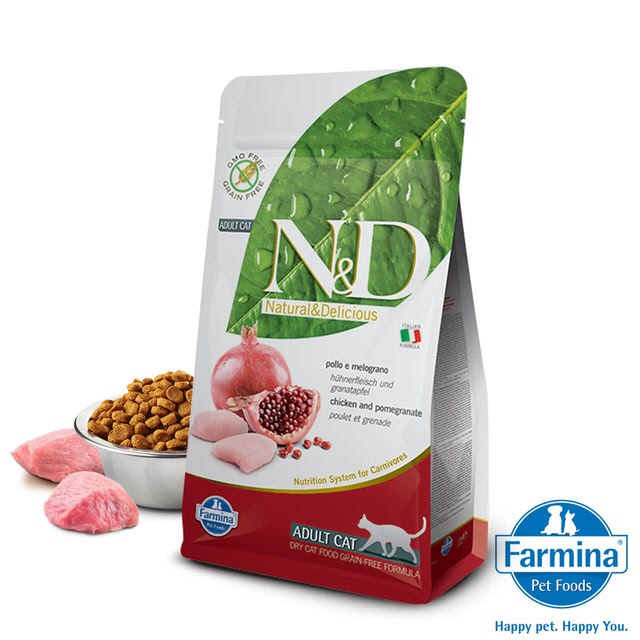 GMO FREE
GRAIN FREE
ADULT CAT
N&D
Natural&Delicious
ITALIAN
FORMULA
pollo e melograno
hühnerfleisch und
granatapfel
chicken and pomegranate
poulet et grenade
Nutrition System for Carnivores
Farmina
Pet Foods
ADULT CAT
DRY CAT FOOD GRAIN-FREE FORMULA
Farmina®
Pet Foods
Happy pet. Happy You.